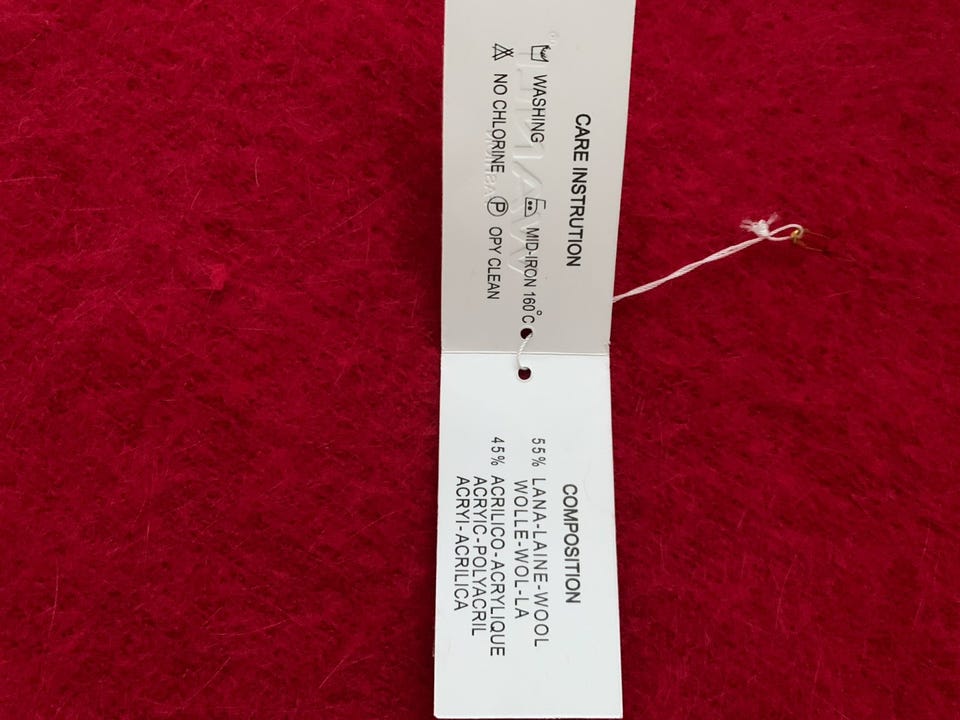 CARE INSTRUTION
WASHING MID-IRON 160°C
NO CHLORINE P OPY CLEAN
COMPOSITION
55% LANA-LAINE-WOOL
WOLLE-WOL-LA
45% ACRILICO-ACRYLIQUE
ACRYIC-POLYACRIL
ACRYI-ACRILICA